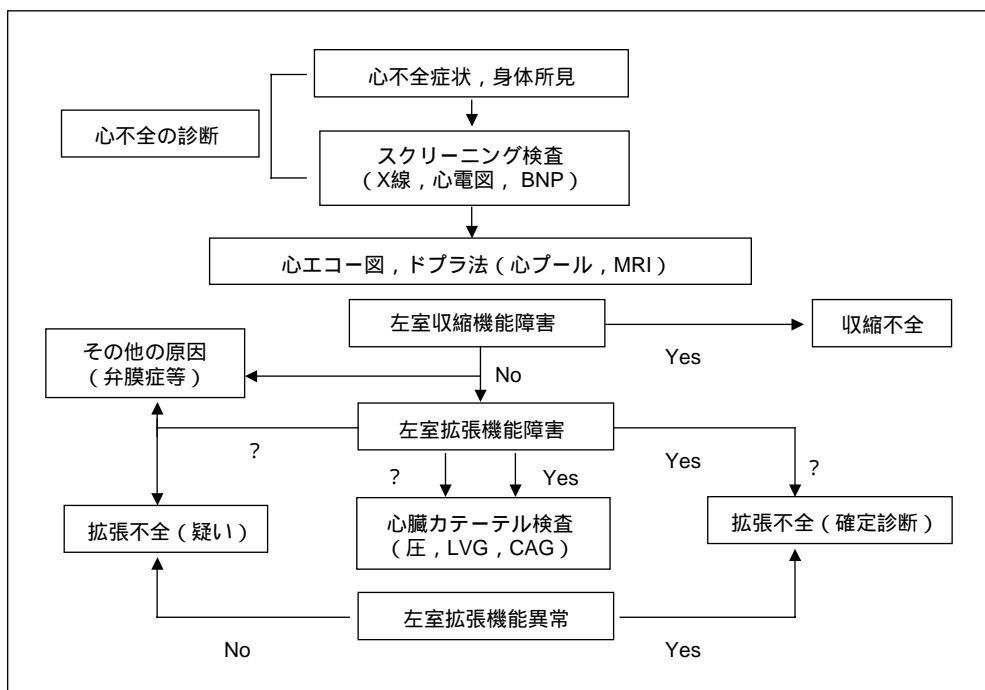 心不全症状，身体所見
心不全の診断
スクリーニング検査
（X線，心電図， BNP）
心エコー図，ドプラ法（心プール，MRI）
左室収縮機能障害
収縮不全
Yes
その他の原因
（弁膜症等）
No
左室拡張機能障害
？
？
Yes
Yes
？
拡張不全（疑い）
心臓カテーテル検査
（圧，LVG，CAG）
拡張不全（確定診断）
左室拡張機能異常
No
Yes